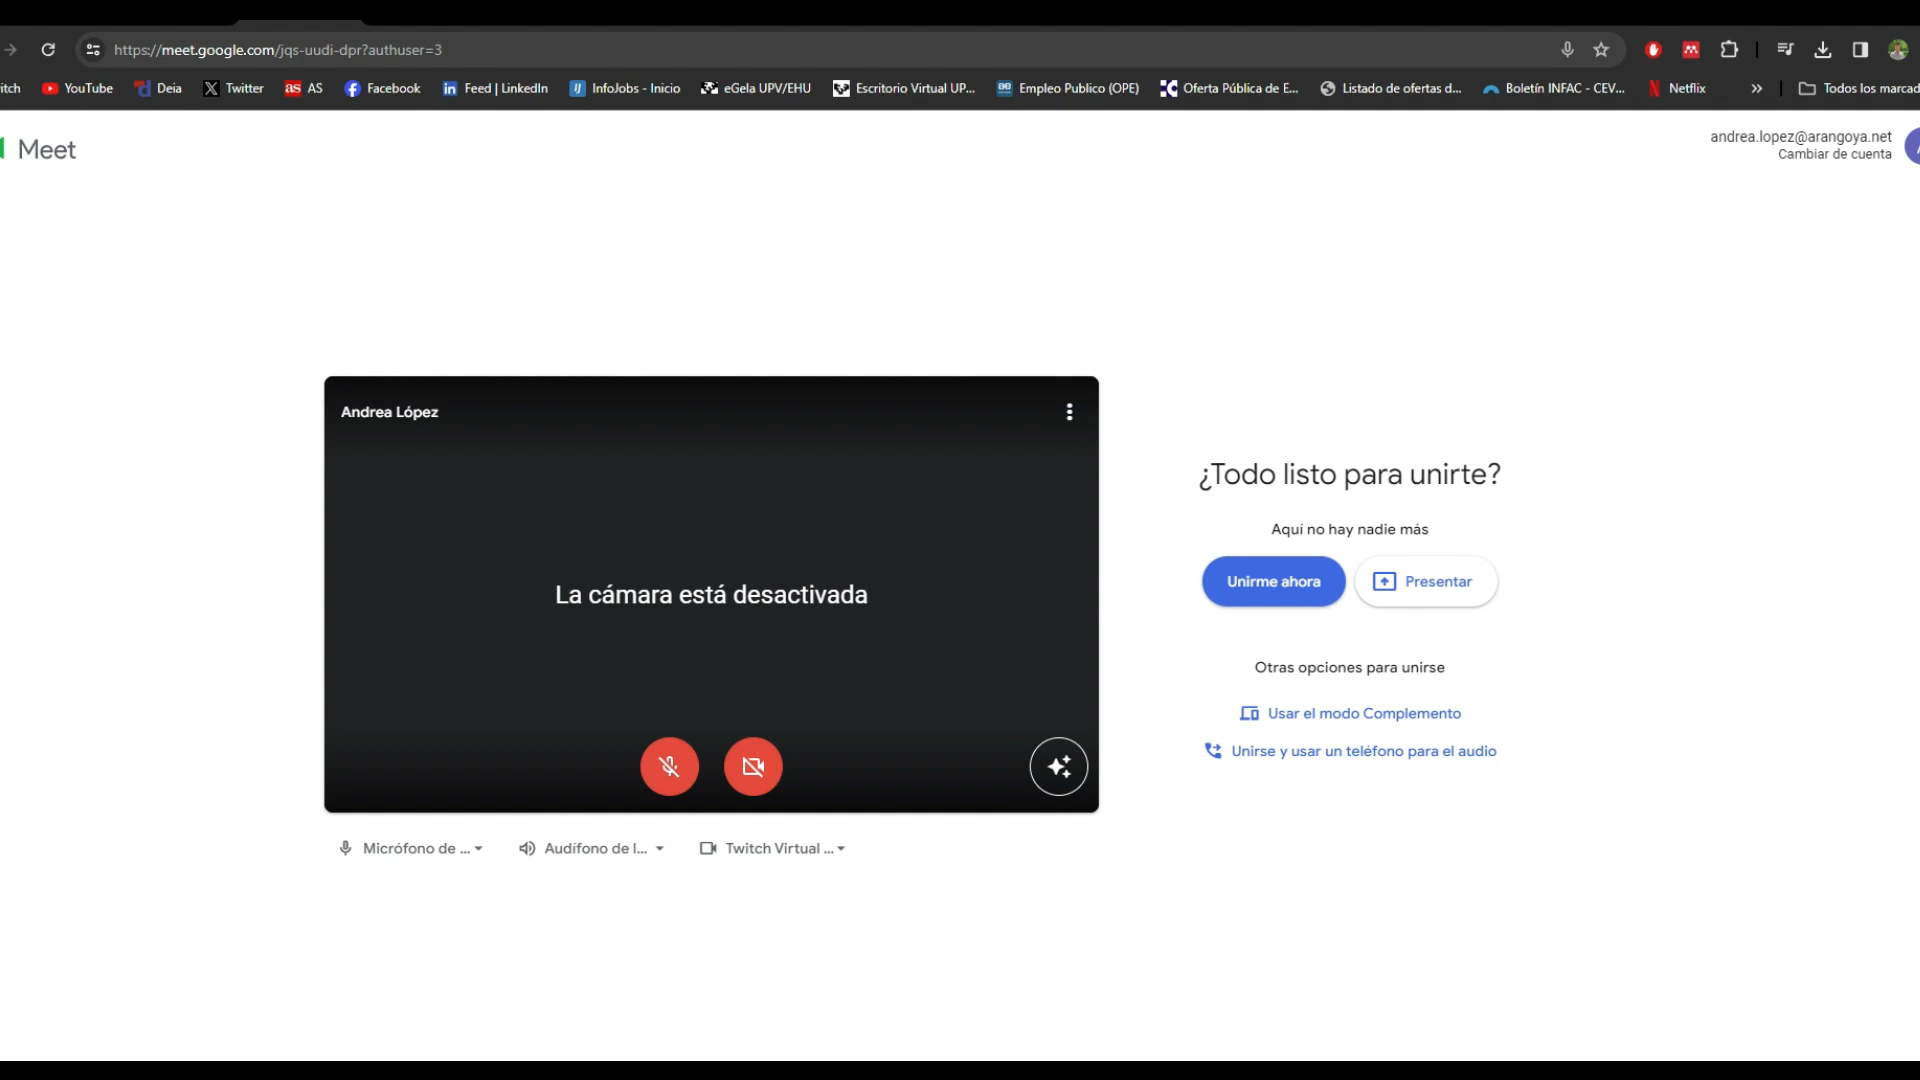 https://meet.google.com/jqs-uudi-dpr?authuser=3
itch YouTube Deia Twitter AS Facebook Feed | LinkedIn InfoJobs - Inicio eGela UPV/EHU Escritorio Virtual UP... Empleo Publico (OPE) Oferta Pública de E... Listado de ofertas d... Boletín INFAC - CEV... Netflix » Todos los marcad
Meet
andrea.lopez@arangoya.net
Cambiar de cuenta
Andrea López
La cámara está desactivada
¿Todo listo para unirte?
Aquí no hay nadie más
Unirme ahora Presentar
Otras opciones para unirse
Usar el modo Complemento
Unirse y usar un teléfono para el audio
Micrófono de ... Audífono de l... Twitch Virtual ...